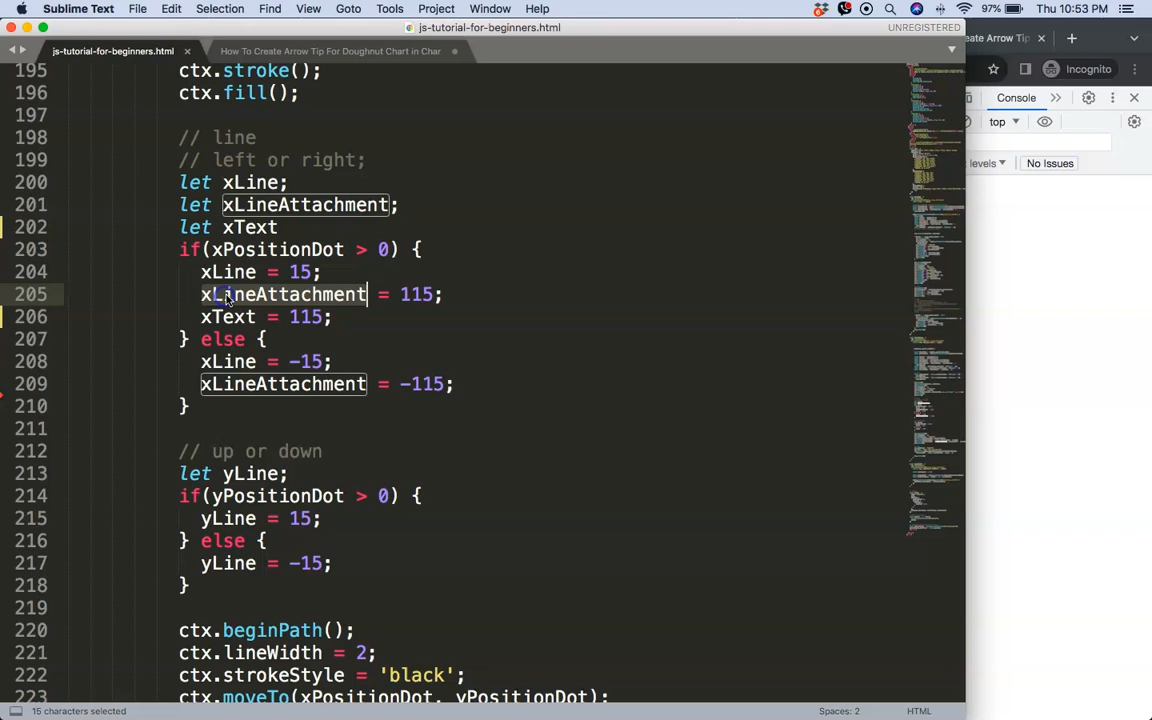 Sublime Text File Edit Selection Find View Goto Tools Project Window Help 97% Thu 10:53 PM
js-tutorial-for-beginners.html UNREGISTERED
js-tutorial-for-beginners.html How To Create Arrow Tip For Doughnut Chart in Char
create Arrow Tip
Incognito
Console top
levels No Issues
195 ctx.stroke();
196 ctx.fill();
197
198 // line
199 // left or right;
200 let xLine;
201 let xLineAttachment;
202 let xText
203 if(xPositionDot > 0) {
204 xLine = 15;
205 xLineAttachment = 115;
206 xText = 115;
207 } else {
208 xLine = -15;
209 xLineAttachment = -115;
210 }
211
212 // up or down
213 let yLine;
214 if(yPositionDot > 0) {
215 yLine = 15;
216 } else {
217 yLine = -15;
218 }
219
220 ctx.beginPath();
221 ctx.lineWidth = 2;
222 ctx.strokeStyle = 'black';
223 ctx.moveTo(xPositionDot, yPositionDot);
15 characters selected Spaces: 2 HTML